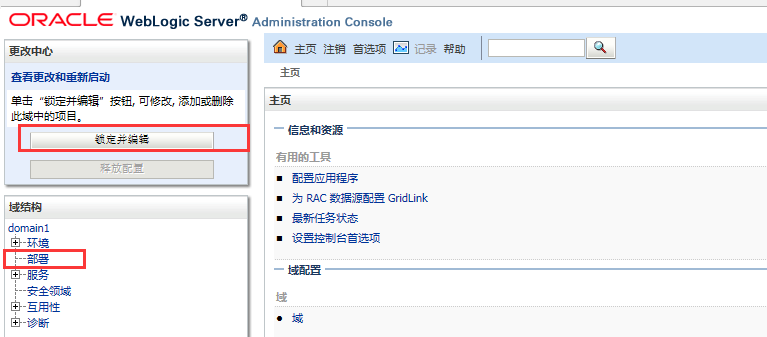 ORACLE WebLogic Server® Administration Console
更改中心
查看更改和重新启动
单击“锁定并编辑”按钮, 可修改, 添加或删除
此域中的项目。
锁定并编辑
释放配置
域结构
domain1
环境
部署
服务
安全领域
互用性
诊断
主页 注销 首选项 记录 帮助
主页
主页
信息和资源
有用的工具
配置应用程序
为 RAC 数据源配置 GridLink
最新任务状态
设置控制台首选项
域配置
域
域